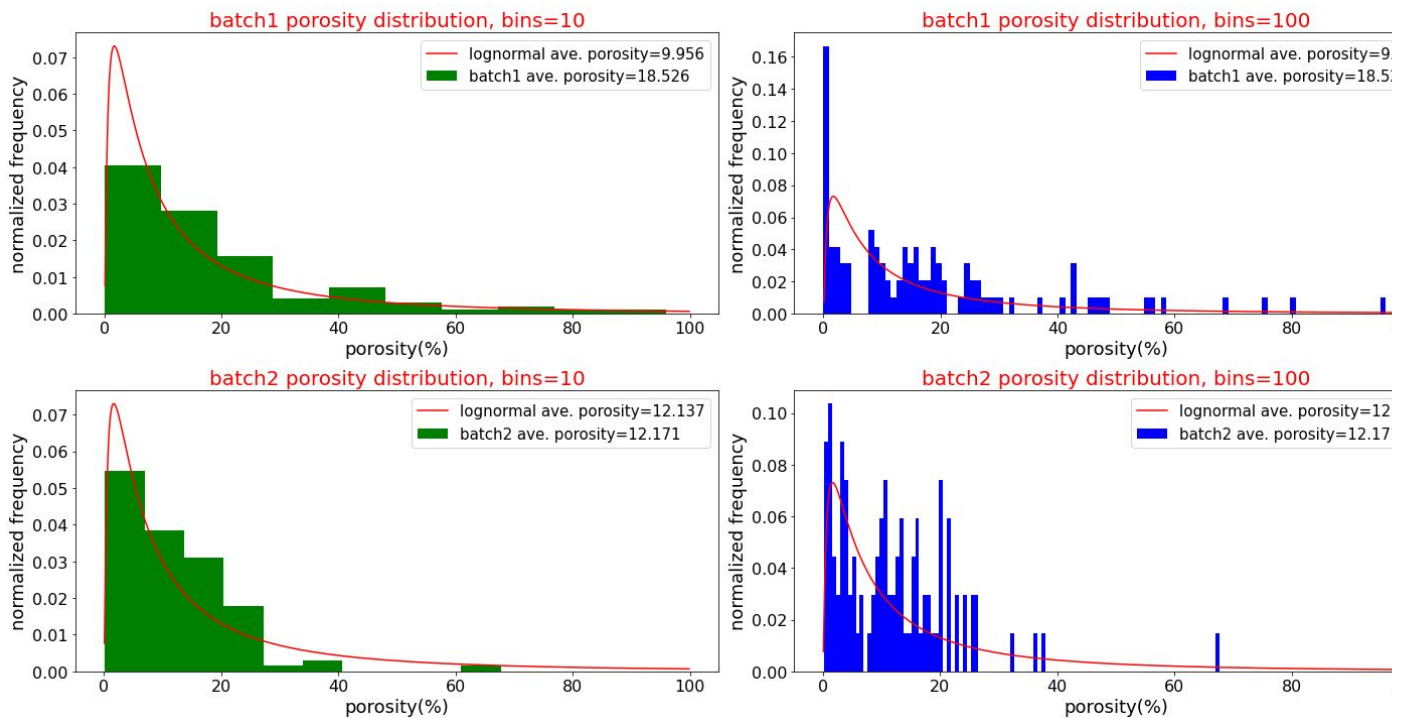 batch1 porosity distribution, bins=10
lognormal ave. porosity=9.956
batch1 ave. porosity=18.526
normalized frequency
0.07
0.06
0.05
0.04
0.03
0.02
0.01
0.00
0 20 40 60 80 100
porosity(%)
batch1 porosity distribution, bins=100
lognormal ave. porosity=9.
batch1 ave. porosity=18.5
normalized frequency
0.16
0.14
0.12
0.10
0.08
0.06
0.04
0.02
0.00
0 20 40 60 80
porosity(%)
batch2 porosity distribution, bins=10
lognormal ave. porosity=12.137
batch2 ave. porosity=12.171
normalized frequency
0.07
0.06
0.05
0.04
0.03
0.02
0.01
0.00
0 20 40 60 80 100
porosity(%)
batch2 porosity distribution, bins=100
lognormal ave. porosity=12
batch2 ave. porosity=12.17
normalized frequency
0.10
0.08
0.06
0.04
0.02
0.00
0 20 40 60 80
porosity(%)